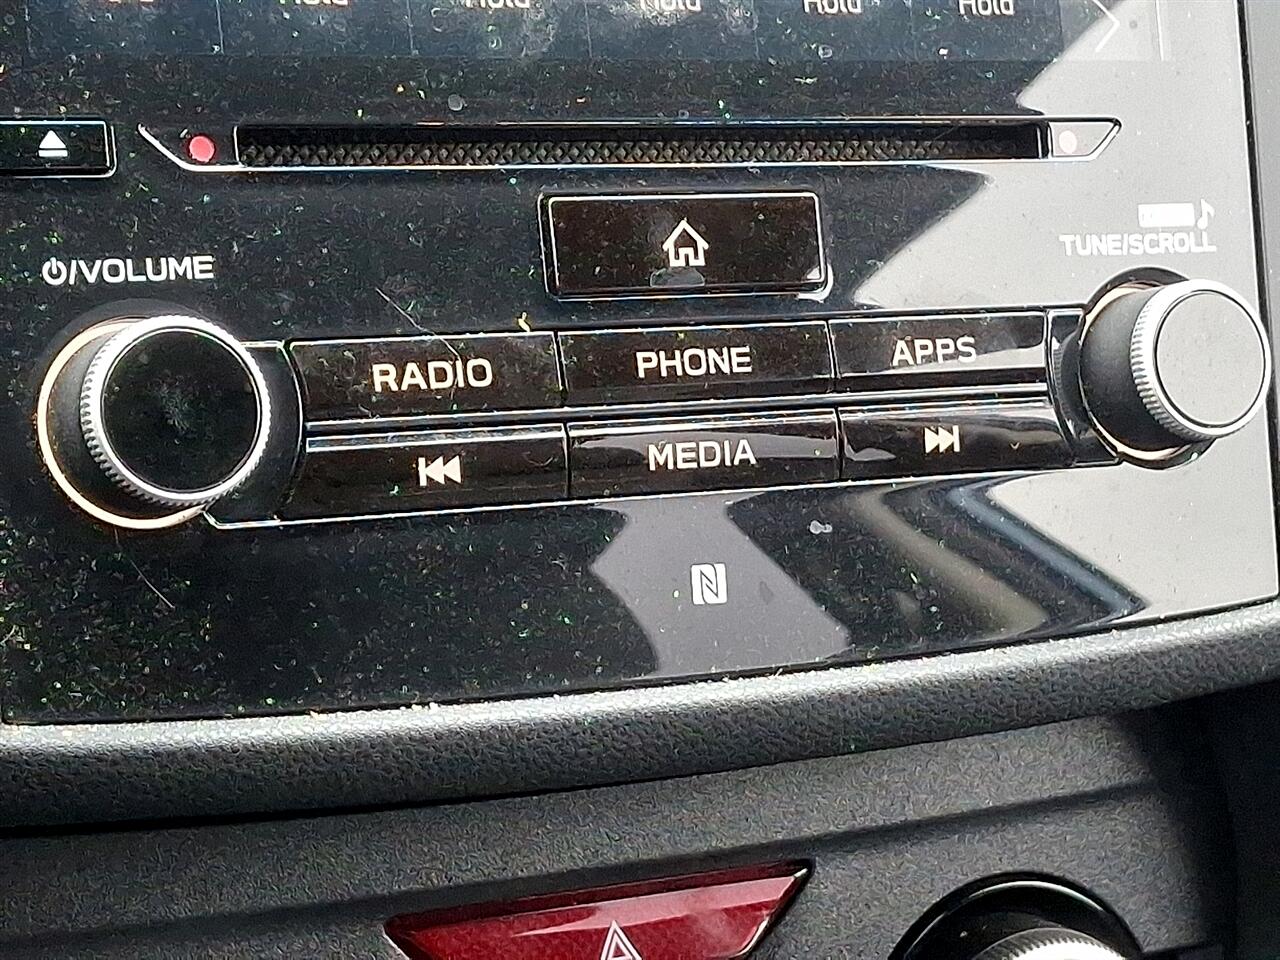 Hold Hold Hold Hold Hold
TUNE/SCROLL
⏻/VOLUME
RADIO PHONE APPS
MEDIA
N